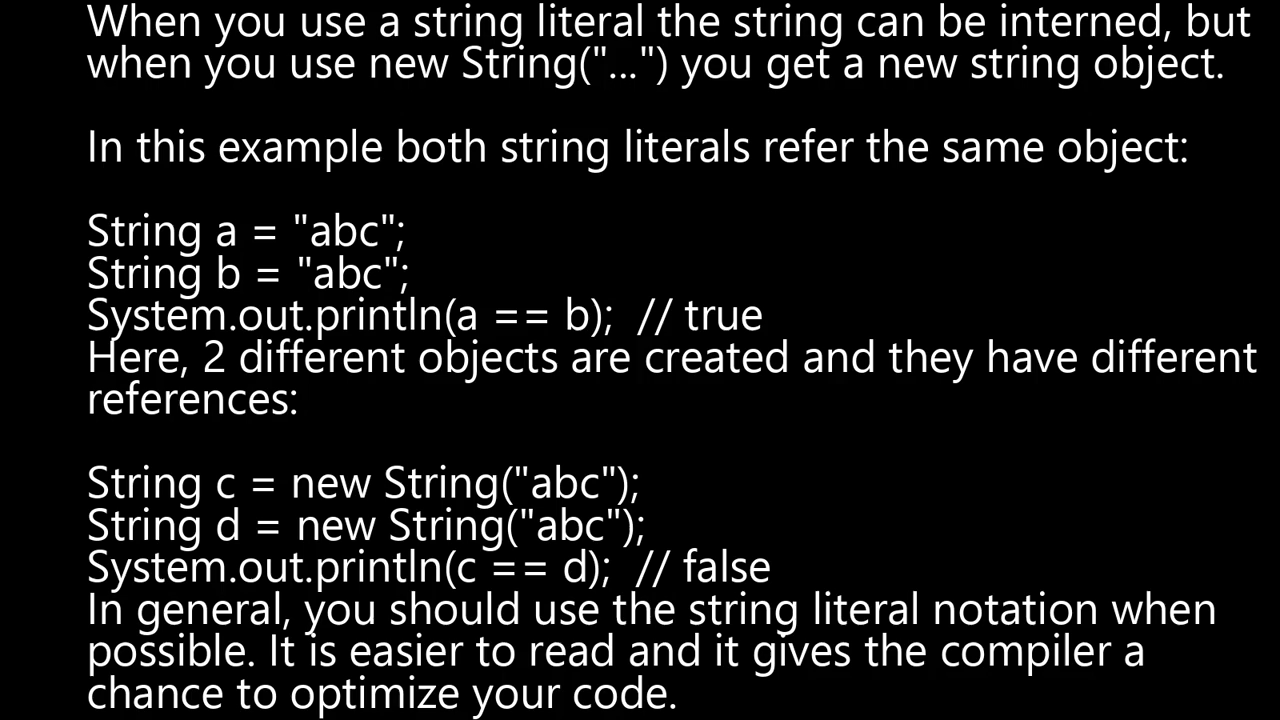 When you use a string literal the string can be interned, but
when you use new String("...") you get a new string object.
In this example both string literals refer the same object:
String a = "abc";
String b = "abc";
System.out.println(a == b);  // true
Here, 2 different objects are created and they have different
references:
String c = new String("abc");
String d = new String("abc");
System.out.println(c == d);  // false
In general, you should use the string literal notation when
possible. It is easier to read and it gives the compiler a
chance to optimize your code.